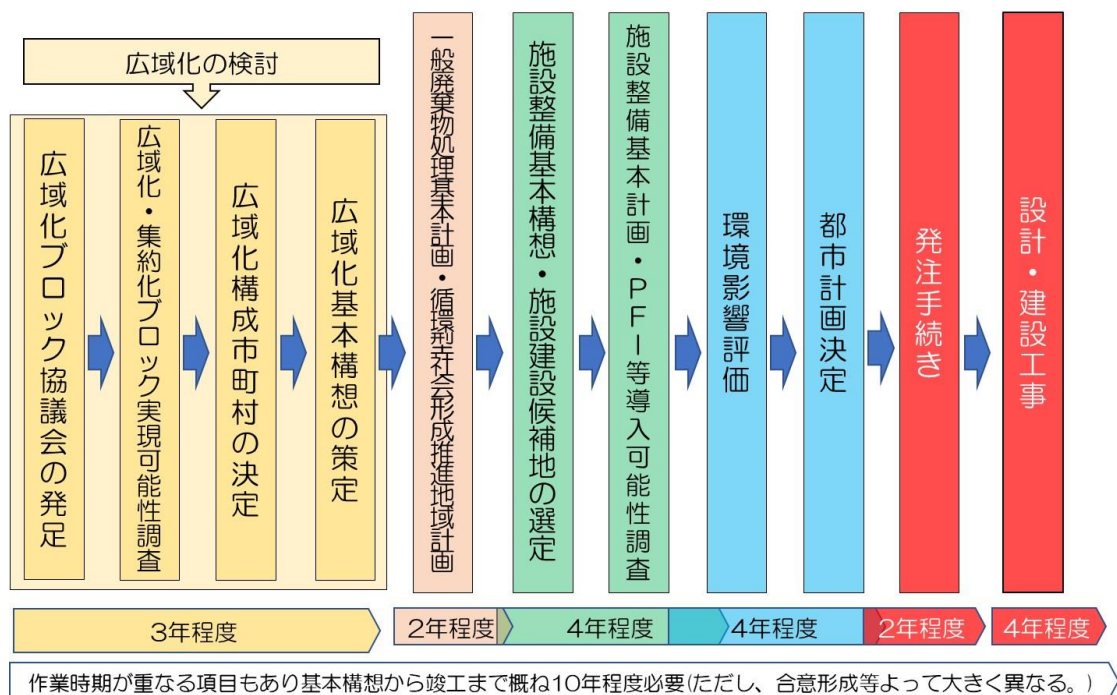 広域化の検討
広域化ブロック協議会の発足
広域化・集約化ブロック実現可能性調査
広域化構成市町村の決定
広域化基本構想の策定
一般廃棄物処理基本計画・循環型社会形成推進地域計画
施設整備基本構想・施設建設候補地の選定
施設整備基本計画・PFI等導入可能性調査
環境影響評価
都市計画決定
発注手続き
設計・建設工事
3年程度
2年程度
4年程度
4年程度
2年程度
4年程度
作業時期が重なる項目もあり基本構想から竣工まで概ね10年程度必要(ただし、合意形成等よって大きく異なる。)